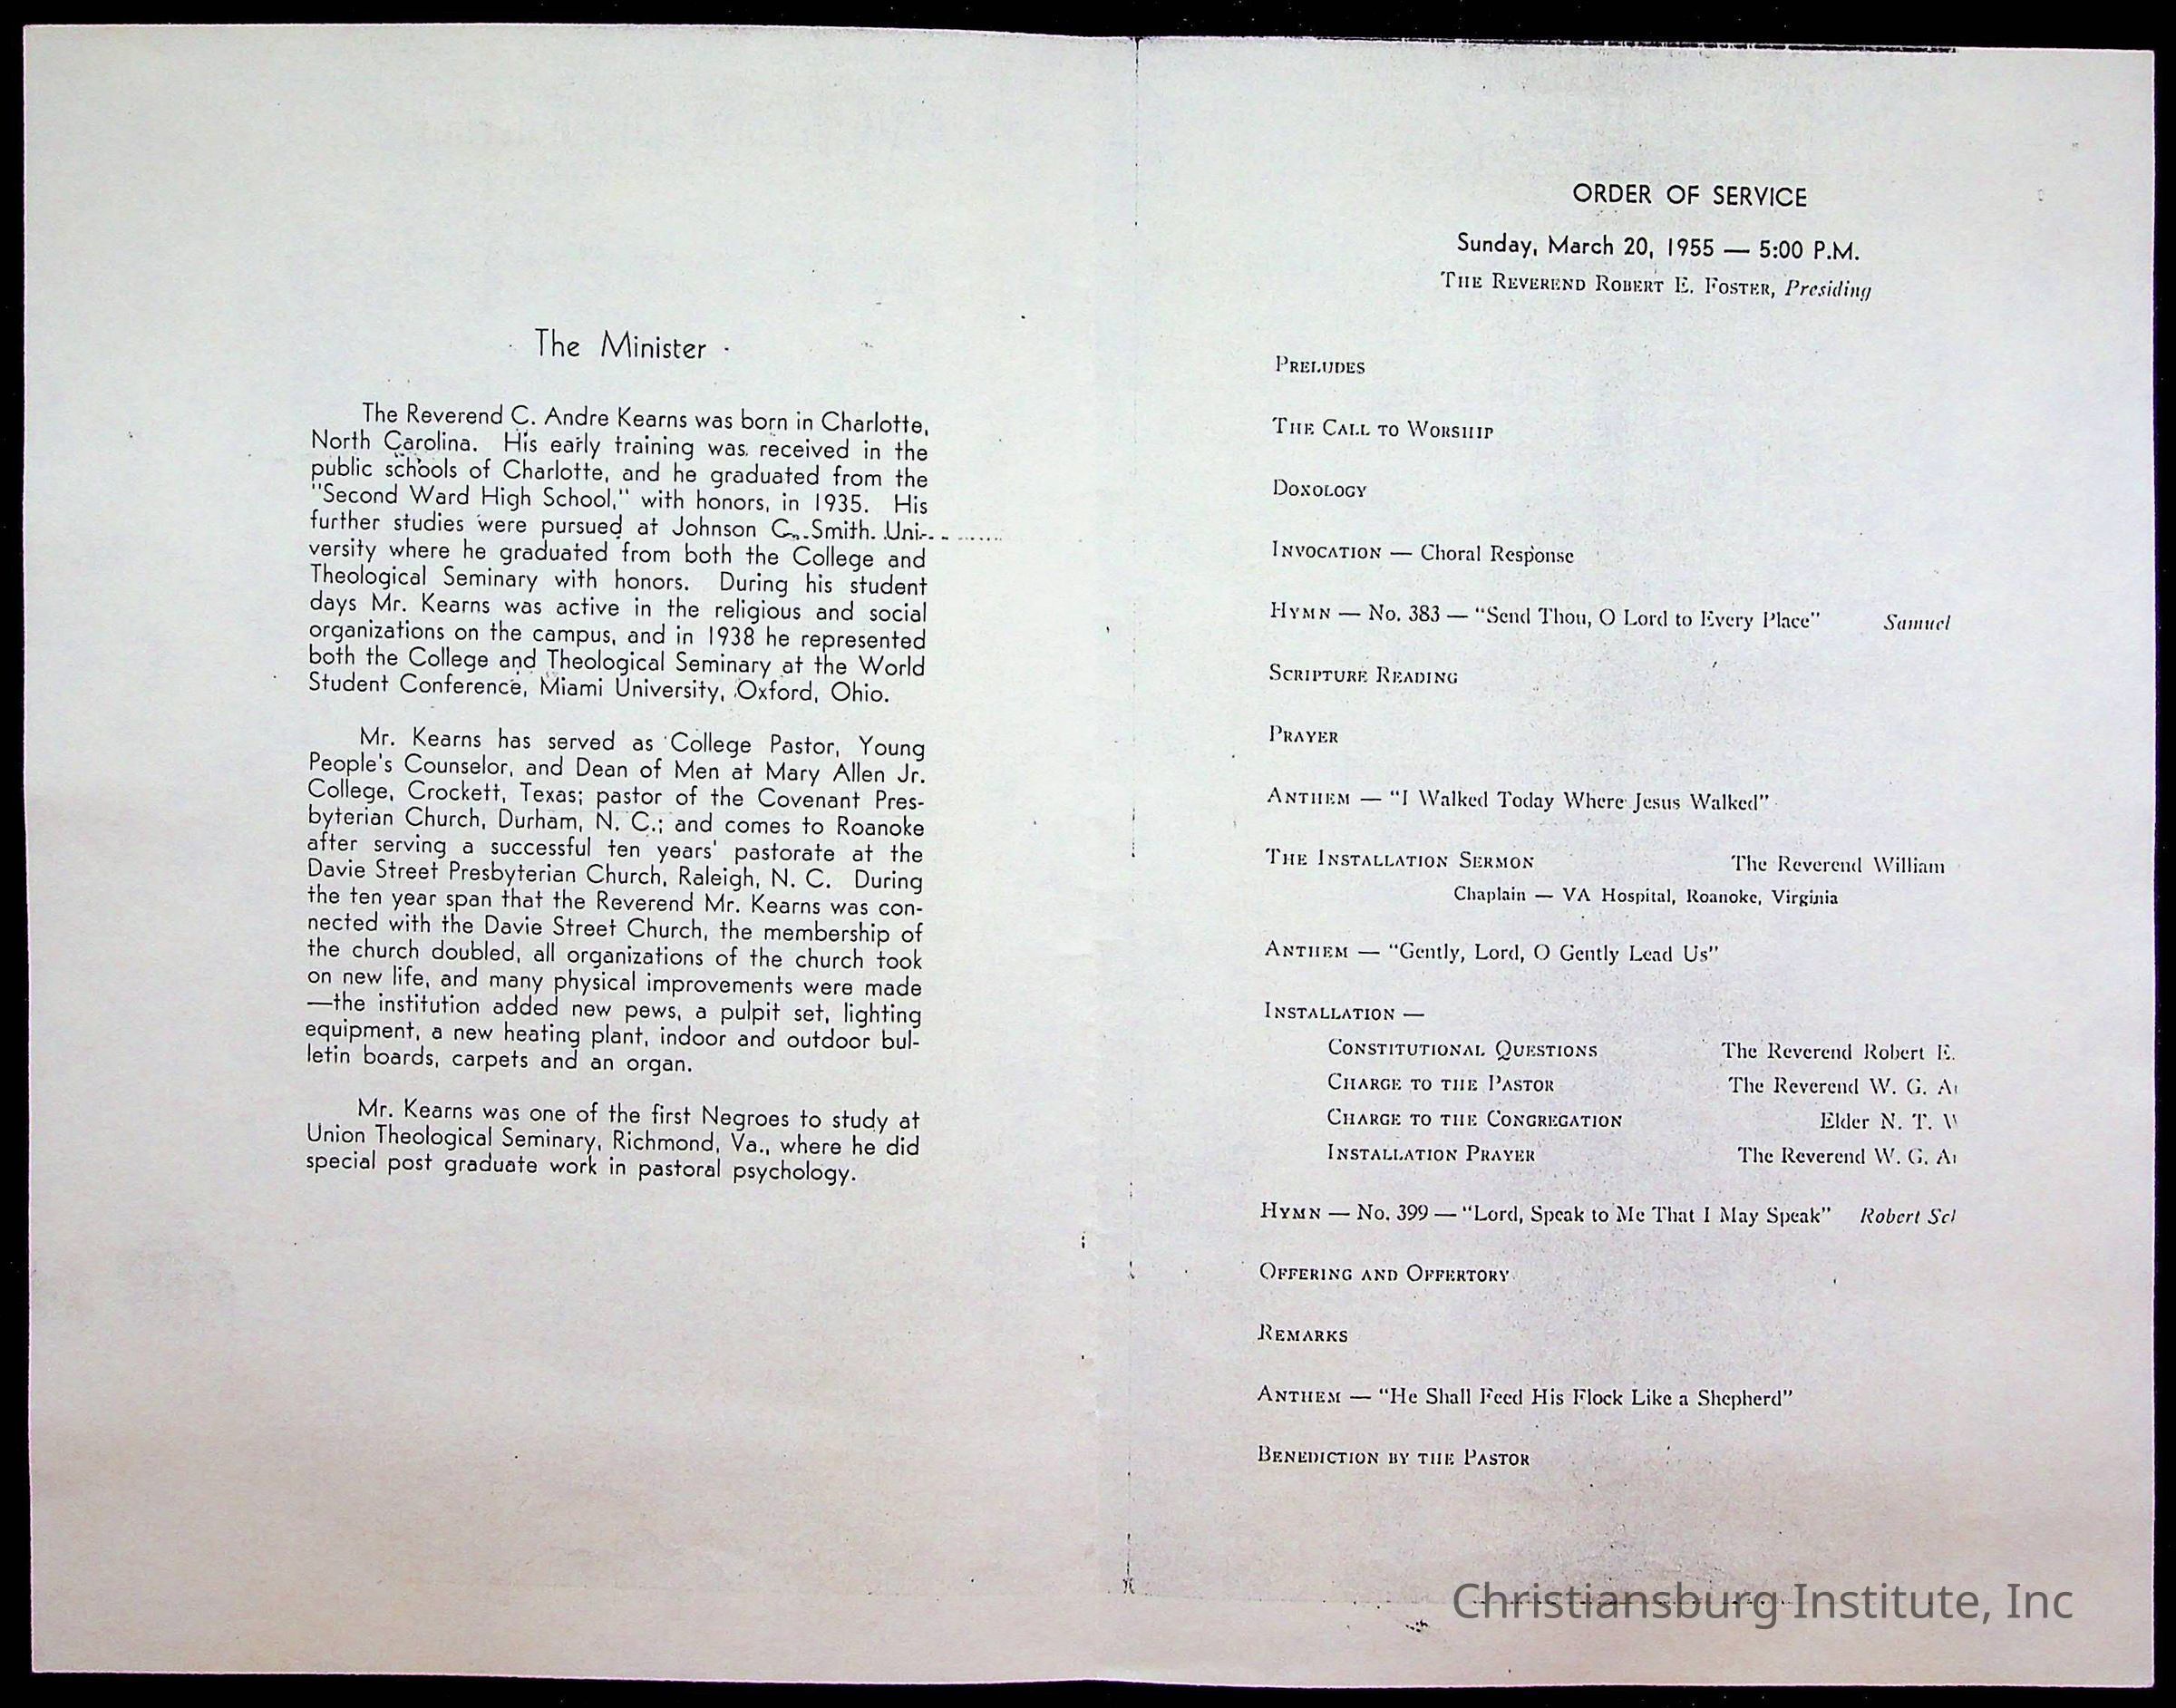 The Minister
The Reverend C. Andre Kearns was born in Charlotte,
North Carolina. His early training was received in the
public schools of Charlotte, and he graduated from the
"Second Ward High School," with honors, in 1935. His
further studies were pursued at Johnson C. Smith Uni-
versity where he graduated from both the College and
Theological Seminary with honors. During his student
days Mr. Kearns was active in the religious and social
organizations on the campus, and in 1938 he represented
both the College and Theological Seminary at the World
Student Conference, Miami University, Oxford, Ohio.
Mr. Kearns has served as College Pastor, Young
People's Counselor, and Dean of Men at Mary Allen Jr.
College, Crockett, Texas; pastor of the Covenant Pres-
byterian Church, Durham, N. C.; and comes to Roanoke
after serving a successful ten years' pastorate at the
Davie Street Presbyterian Church, Raleigh, N. C. During
the ten year span that the Reverend Mr. Kearns was con-
nected with the Davie Street Church, the membership of
the church doubled, all organizations of the church took
on new life, and many physical improvements were made
—the institution added new pews, a pulpit set, lighting
equipment, a new heating plant, indoor and outdoor bul-
letin boards, carpets and an organ.
Mr. Kearns was one of the first Negroes to study at
Union Theological Seminary, Richmond, Va., where he did
special post graduate work in pastoral psychology.
ORDER OF SERVICE
Sunday, March 20, 1955 — 5:00 P.M.
THE REVEREND ROBERT E. FOSTER, Presiding
PRELUDES
THE CALL TO WORSHIP
DOXOLOGY
INVOCATION — Choral Response
HYMN — No. 383 — "Send Thou, O Lord to Every Place" Samuel
SCRIPTURE READING
PRAYER
ANTHEM — "I Walked Today Where Jesus Walked"
THE INSTALLATION SERMON The Reverend William
Chaplain — VA Hospital, Roanoke, Virginia
ANTHEM — "Gently, Lord, O Gently Lead Us"
INSTALLATION —
CONSTITUTIONAL QUESTIONS The Reverend Robert E.
CHARGE TO THE PASTOR The Reverend W. G.
CHARGE TO THE CONGREGATION Elder N. T.
INSTALLATION PRAYER The Reverend W. G.
HYMN — No. 399 — "Lord, Speak to Me That I May Speak" Robert
OFFERING AND OFFERTORY
REMARKS
ANTHEM — "He Shall Feed His Flock Like a Shepherd"
BENEDICTION BY THE PASTOR
Christiansburg Institute, Inc